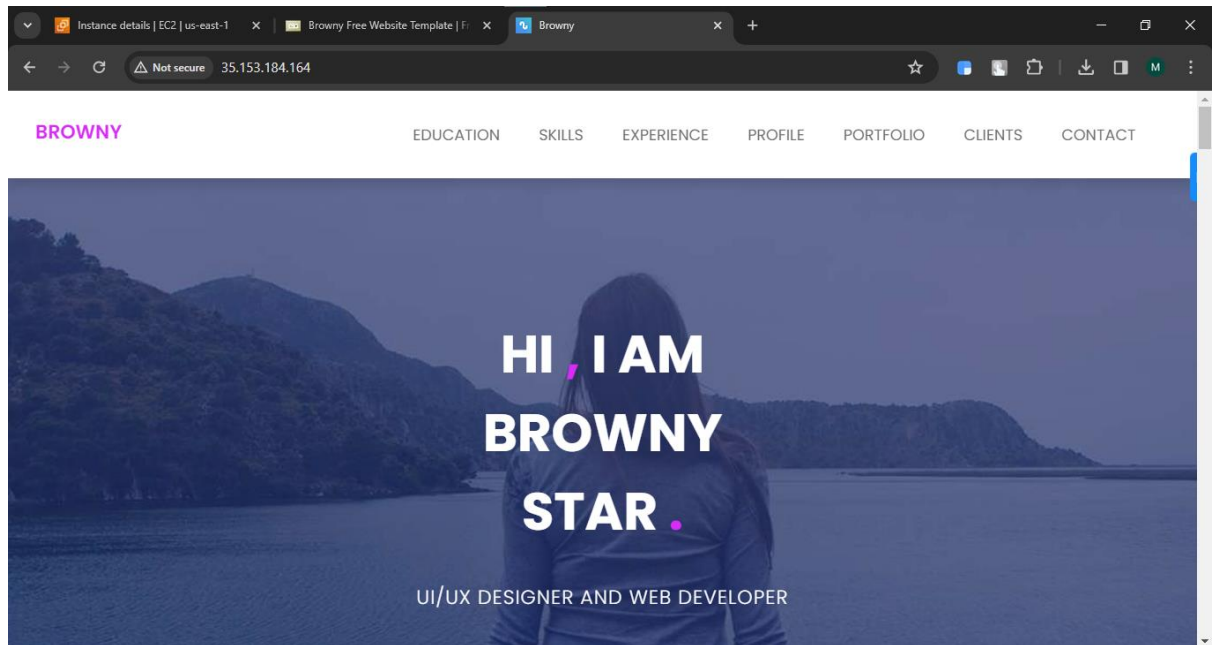 Instance details | EC2 | us-east-1
Browny Free Website Template | Fr
Browny
Not secure
35.153.184.164
M
BROWNY
EDUCATION SKILLS EXPERIENCE PROFILE PORTFOLIO CLIENTS CONTACT
HI , I AM
BROWNY
STAR .
UI/UX DESIGNER AND WEB DEVELOPER